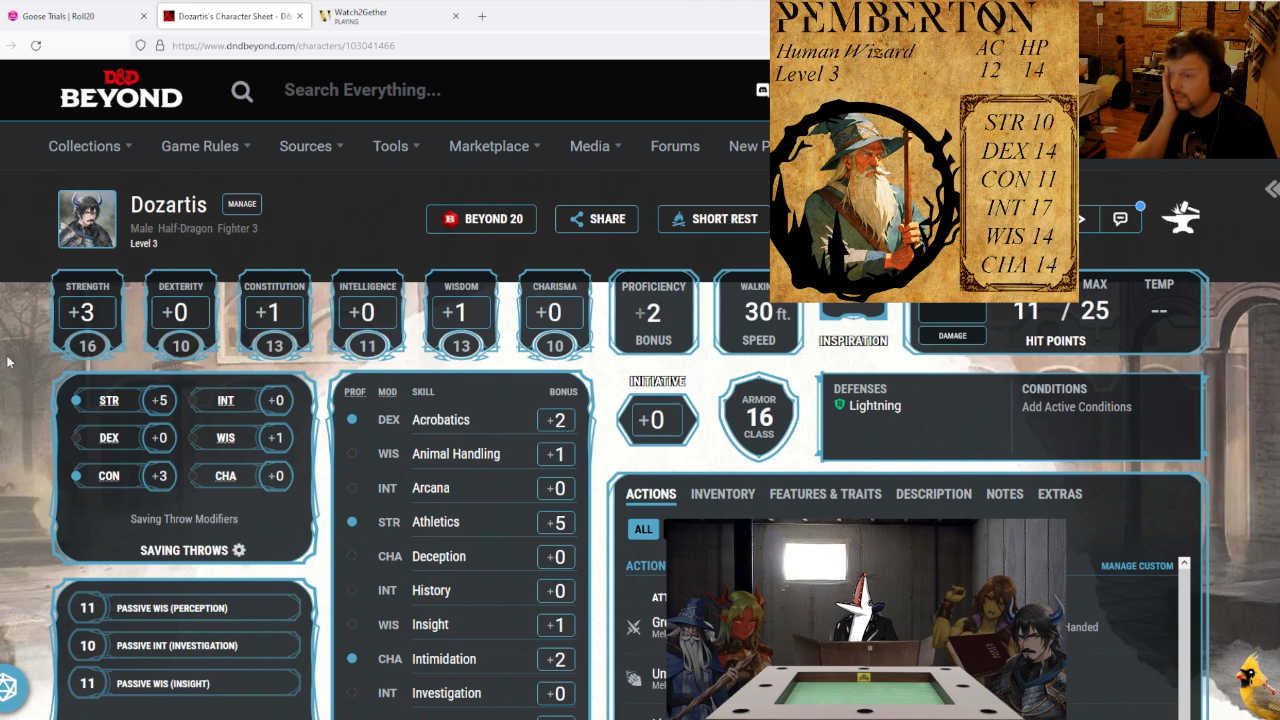 Goose Trials | Roll20
Dozartis's Character Sheet - D&
Watch2Gether
PLAYING
https://www.dndbeyond.com/characters/103041466
D&D
BEYOND
Search Everything...
Collections
Game Rules
Sources
Tools
Marketplace
Media
Forums
New P
PEMBERTON
Human Wizard
Level 3
AC HP
12 14
STR 10
DEX 14
CON 11
INT 17
WIS 14
CHA 14
Dozartis
MANAGE
Male Half-Dragon Fighter 3
Level 3
BEYOND 20
SHARE
SHORT REST
STRENGTH
+3
16
DEXTERITY
+0
10
CONSTITUTION
+1
13
INTELLIGENCE
+0
11
WISDOM
+1
13
CHARISMA
+0
10
PROFICIENCY
+2
BONUS
WALKIN
30 ft.
SPEED
INSPIRATION
DAMAGE
MAX
TEMP
11 / 25
--
HIT POINTS
STR +5
INT +0
DEX +0
WIS +1
CON +3
CHA +0
Saving Throw Modifiers
SAVING THROWS
11 PASSIVE WIS (PERCEPTION)
10 PASSIVE INT (INVESTIGATION)
11 PASSIVE WIS (INSIGHT)
PROF MOD SKILL BONUS
DEX Acrobatics +2
WIS Animal Handling +1
INT Arcana +0
STR Athletics +5
CHA Deception +0
INT History +0
WIS Insight +1
CHA Intimidation +2
INT Investigation +0
INITIATIVE
+0
ARMOR
16
CLASS
DEFENSES
Lightning
CONDITIONS
Add Active Conditions
ACTIONS
INVENTORY
FEATURES & TRAITS
DESCRIPTION
NOTES
EXTRAS
ALL
ACTION
MANAGE CUSTOM
ATT
Gre
Mel
Handed
Un
Mel